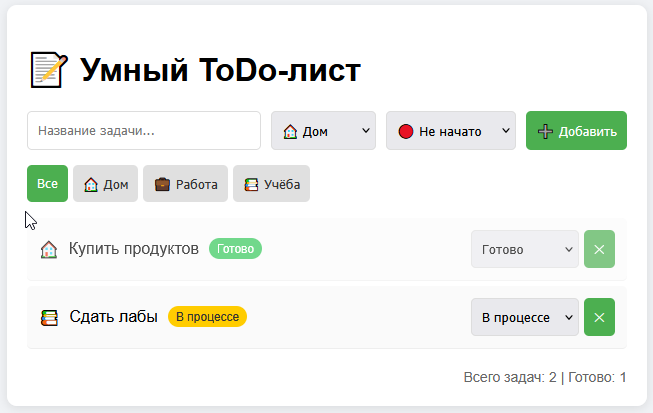 📝 Умный ToDo-лист
Название задачи... 🏠 Дом 🔴 Не начато ➕ Добавить
Все 🏠 Дом 💼 Работа 📚 Учёба
🏠 Купить продуктов Готово Готово ×
📚 Сдать лабы В процессе В процессе ×
Всего задач: 2 | Готово: 1